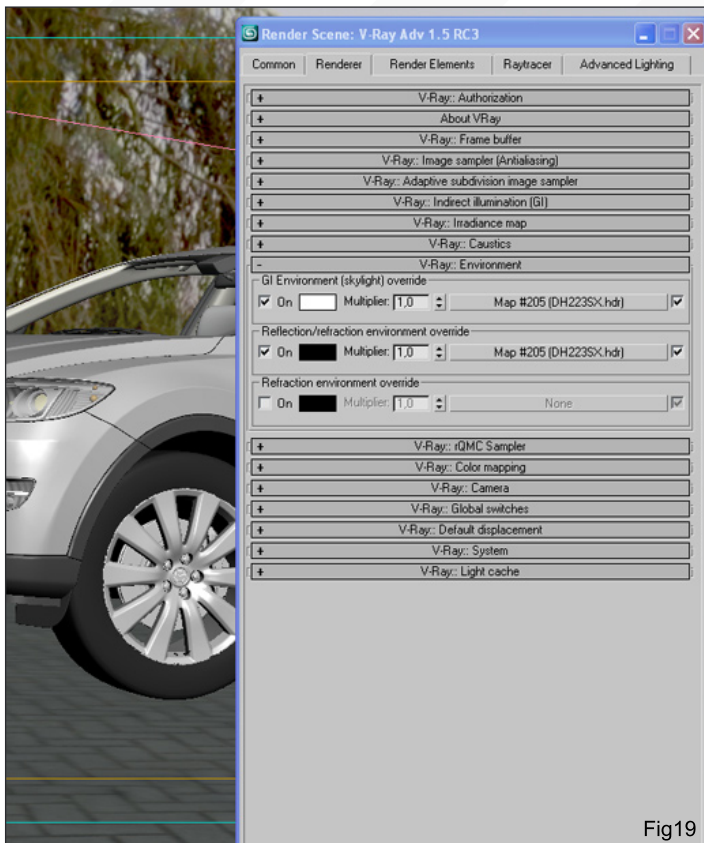 Render Scene: V-Ray Adv 1.5 RC3
Common Renderer Render Elements Raytracer Advanced Lighting
+ V-Ray:: Authorization
+ About VRay
+ V-Ray:: Frame buffer
+ V-Ray:: Image sampler (Antialiasing)
+ V-Ray:: Adaptive subdivision image sampler
+ V-Ray:: Indirect illumination (GI)
+ V-Ray:: Irradiance map
+ V-Ray:: Caustics
- V-Ray:: Environment
GI Environment (skylight) override
On Multiplier: 1,0 Map #205 (DH223SX.hdr)
Reflection/refraction environment override
On Multiplier: 1,0 Map #205 (DH223SX.hdr)
Refraction environment override
On Multiplier: 1,0 None
+ V-Ray:: rQMC Sampler
+ V-Ray:: Color mapping
+ V-Ray:: Camera
+ V-Ray:: Global switches
+ V-Ray:: Default displacement
+ V-Ray:: System
+ V-Ray:: Light cache
Fig19